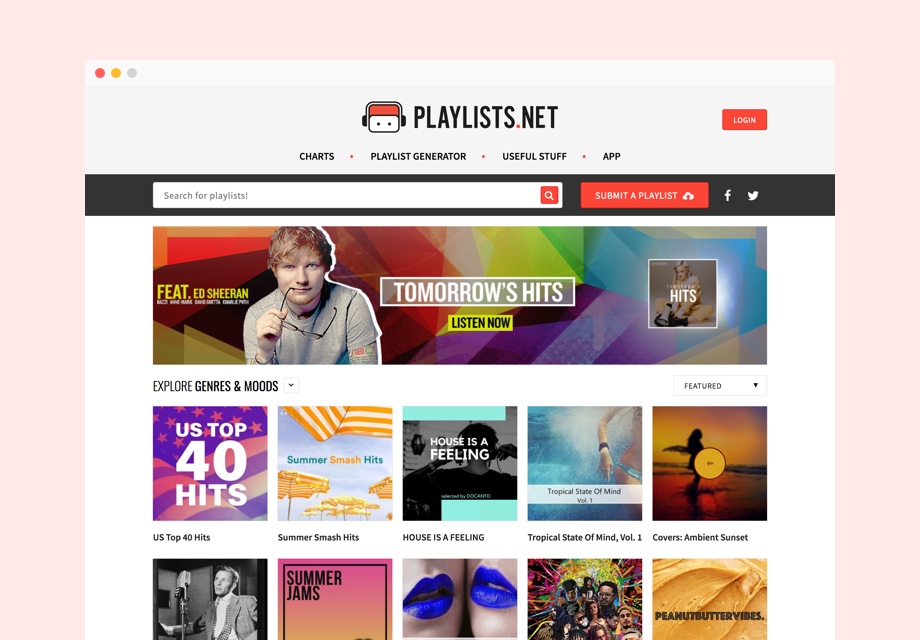 PLAYLISTS.NET
LOGIN
CHARTS • PLAYLIST GENERATOR • USEFUL STUFF • APP
Search for playlists!
SUBMIT A PLAYLIST
FEAT. ED SHEERAN
BAZZI ANNE-MARIE DAVID GUETTA CHARLIE PUTH
TOMORROW'S HITS
LISTEN NOW
TOMORROW'S
HITS
EXPLORE GENRES & MOODS
FEATURED
US TOP
40
HITS
Summer Smash Hits
HOUSE IS A
FEELING
selected by DOCANTO
Tropical State Of Mind
Vol. 1
US Top 40 Hits
Summer Smash Hits
HOUSE IS A FEELING
Tropical State Of Mind, Vol. 1
Covers: Ambient Sunset
SUMMER
JAMS
PEANUTBUTTERVIBES.